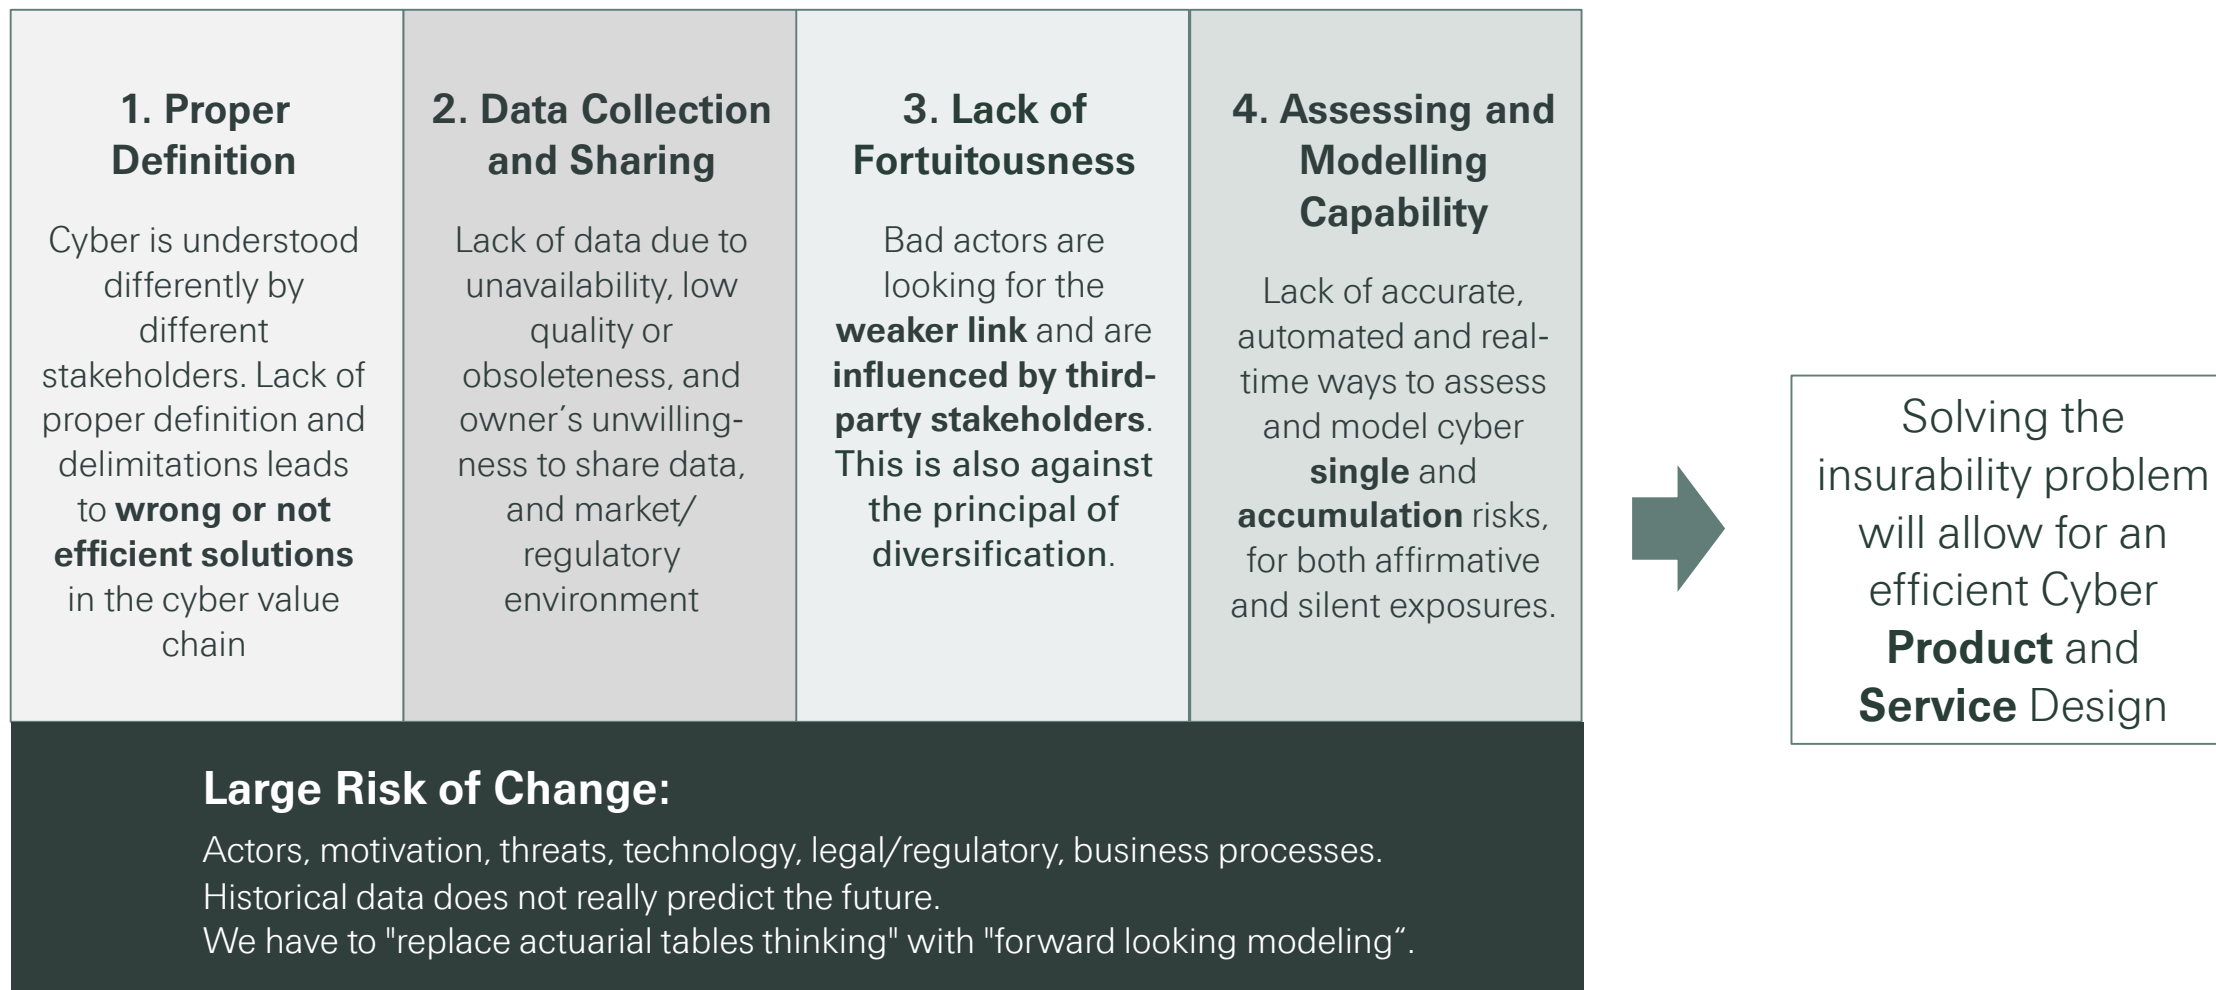 1. Proper
Definition
Cyber is understood
differently by
different
stakeholders. Lack of
proper definition and
delimitations leads
to wrong or not
efficient solutions
in the cyber value
chain
2. Data Collection
and Sharing
Lack of data due to
unavailability, low
quality or
obsoleteness, and
owner´s unwilling-
ness to share data,
and market/
regulatory
environment
3. Lack of
Fortuitousness
Bad actors are
looking for the
weaker link and are
influenced by third-
party stakeholders.
This is also against
the principal of
diversification.
4. Assessing and
Modelling
Capability
Lack of accurate,
automated and real-
time ways to assess
and model cyber
single and
accumulation risks,
for both affirmative
and silent exposures.
Large Risk of Change:
Actors, motivation, threats, technology, legal/regulatory, business processes.
Historical data does not really predict the future.
We have to "replace actuarial tables thinking" with "forward looking modeling“.
Solving the
insurability problem
will allow for an
efficient Cyber
Product and
Service Design